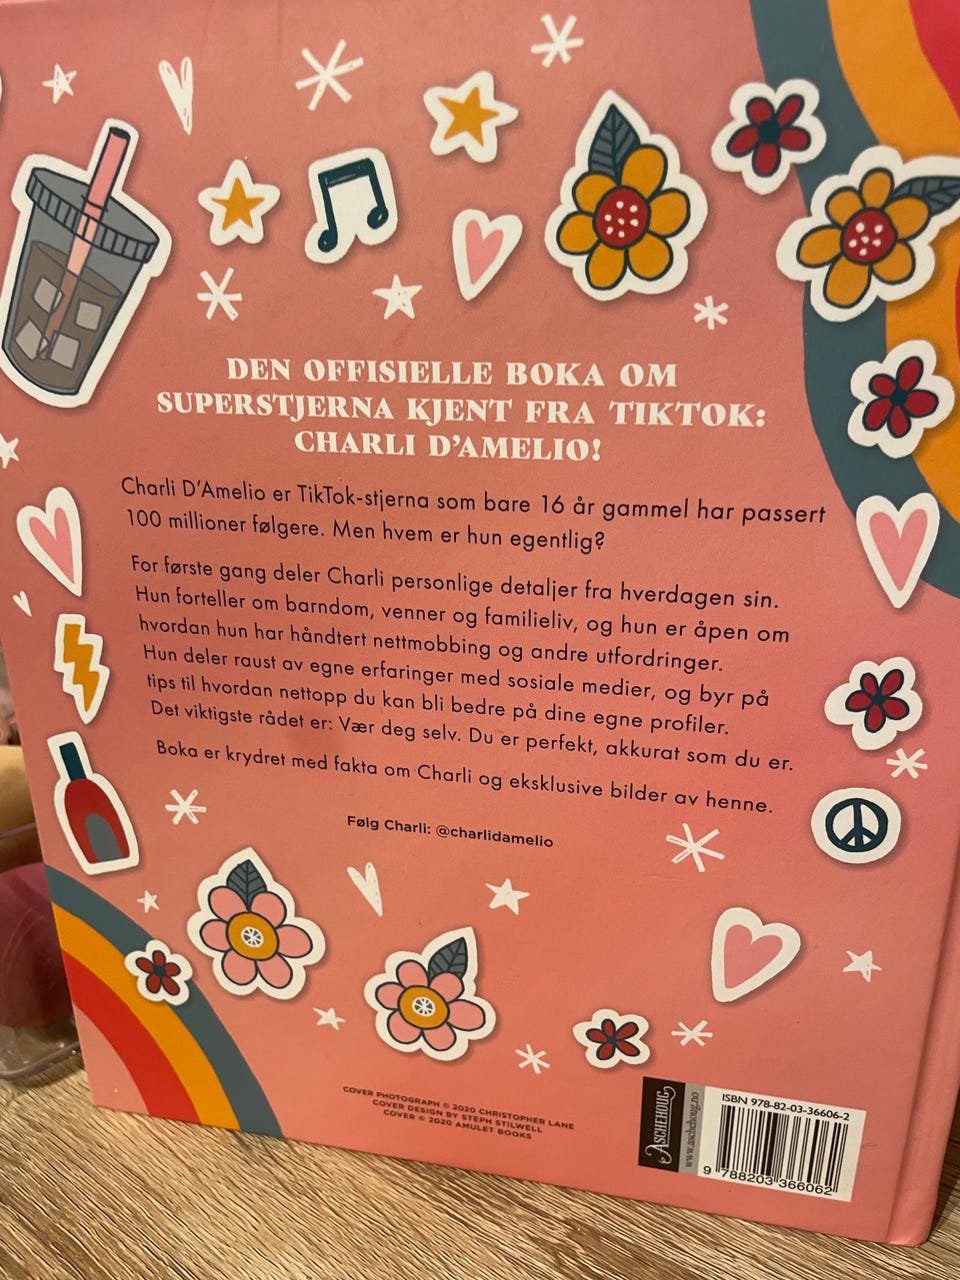 DEN OFFISIELLE BOKA OM
SUPERSTJERNA KJENT FRA TIKTOK:
CHARLI D'AMELIO!
Charli D'Amelio er TikTok-stjerna som bare 16 år gammel har passert
100 millioner følgere. Men hvem er hun egentlig?
For første gang deler Charli personlige detaljer fra hverdagen sin.
Hun forteller om barndom, venner og familieliv, og hun er åpen om
hvordan hun har håndtert nettmobbing og andre utfordringer.
Hun deler raust av egne erfaringer med sosiale medier, og byr på
tips til hvordan nettopp du kan bli bedre på dine egne profiler.
Det viktigste rådet er: Vær deg selv. Du er perfekt, akkurat som du er.
Boka er krydret med fakta om Charli og eksklusive bilder av henne.
Følg Charli: @charlidamelio
COVER PHOTOGRAPH © 2020 CHRISTOPHER LANE
COVER DESIGN BY STEPH STILWELL
COVER © 2020 AMULET BOOKS
ASCHEHOUG
www.aschehoug.no
ISBN 978-82-03-36606-2
9 788203 366062